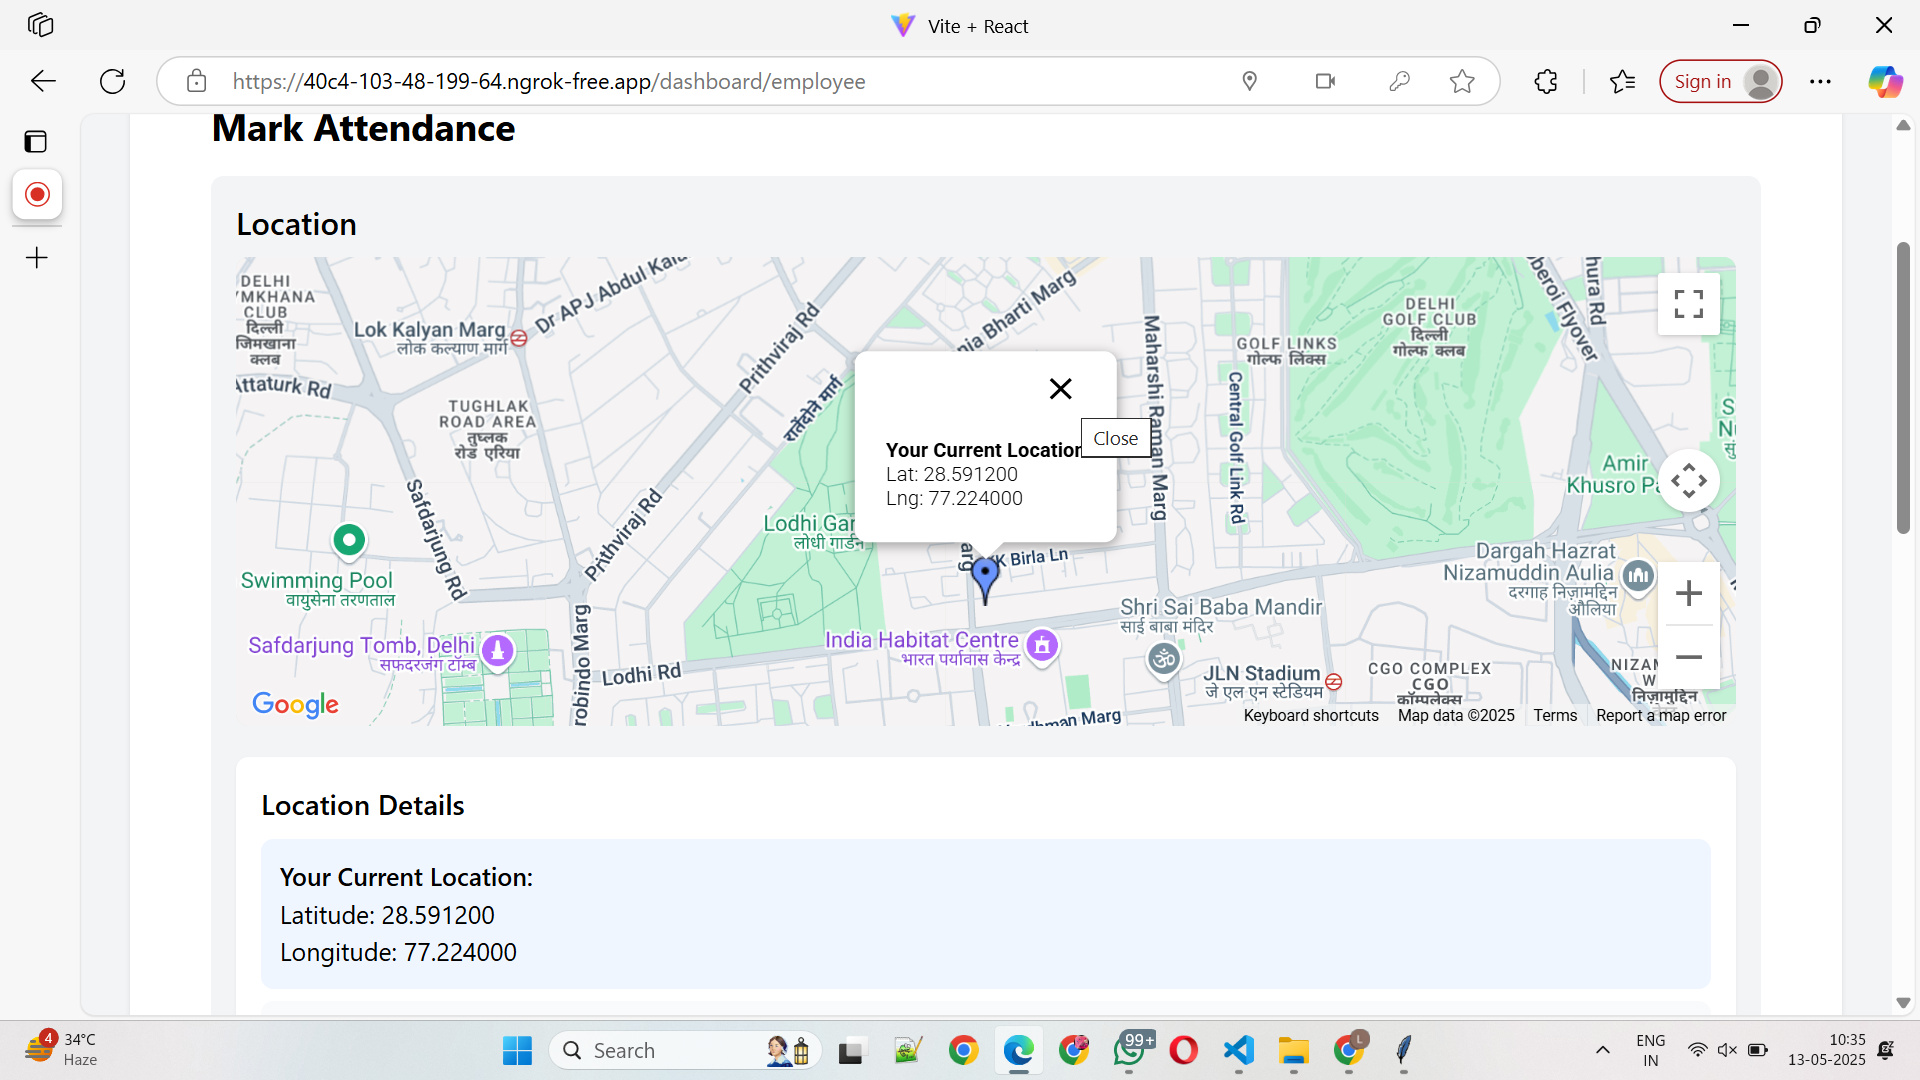 Vite + React
https://40c4-103-48-199-64.ngrok-free.app/dashboard/employee
Sign in
Mark Attendance
Location
DELHI
YMKHANA
CLUB
दिल्ली
जिमखाना
क्लब
Lok Kalyan Marg
लोक कल्याण मार्ग
Dr APJ Abdul
Prithviraj Rd
Attaturk Rd
TUGHLAK
ROAD AREA
तुघ्लक
रोड एरिया
Safdarjung Rd
Prithviraj Rd
Bharti Marg
Maharshi Raman Marg
GOLF LINKS
गोल्फ लिंक्स
Central Golf Link Rd
DELHI
GOLF CLUB
दिल्ली
गोल्फ क्लब
Oberoi Flyover
Your Current Location
Close
Lat: 28.591200
Lng: 77.224000
Lodhi
लोधी गार्डन
Amir
Khusro
Swimming Pool
वायुसेना तरणताल
K Birla Ln
Dargah Hazrat
Nizamuddin Aulia
दरगाह निज़ामद्दिन
औलिया
Shri Sai Baba Mandir
साई बाबा मंदिर
India Habitat Centre
भारत पर्यावास केन्द्र
Safdarjung Tomb, Delhi
सफदरजंग टॉम्ब
Lodhi Rd
JLN Stadium
जे एल एन स्टेडियम
CGO COMPLEX
CGO
कॉम्प्लेक्स
Google
Keyboard shortcuts
Map data ©2025
Terms
Report a map error
Location Details
Your Current Location:
Latitude: 28.591200
Longitude: 77.224000
4
34°C
Haze
Search
99+
L
ENG
IN
10:35
13-05-2025